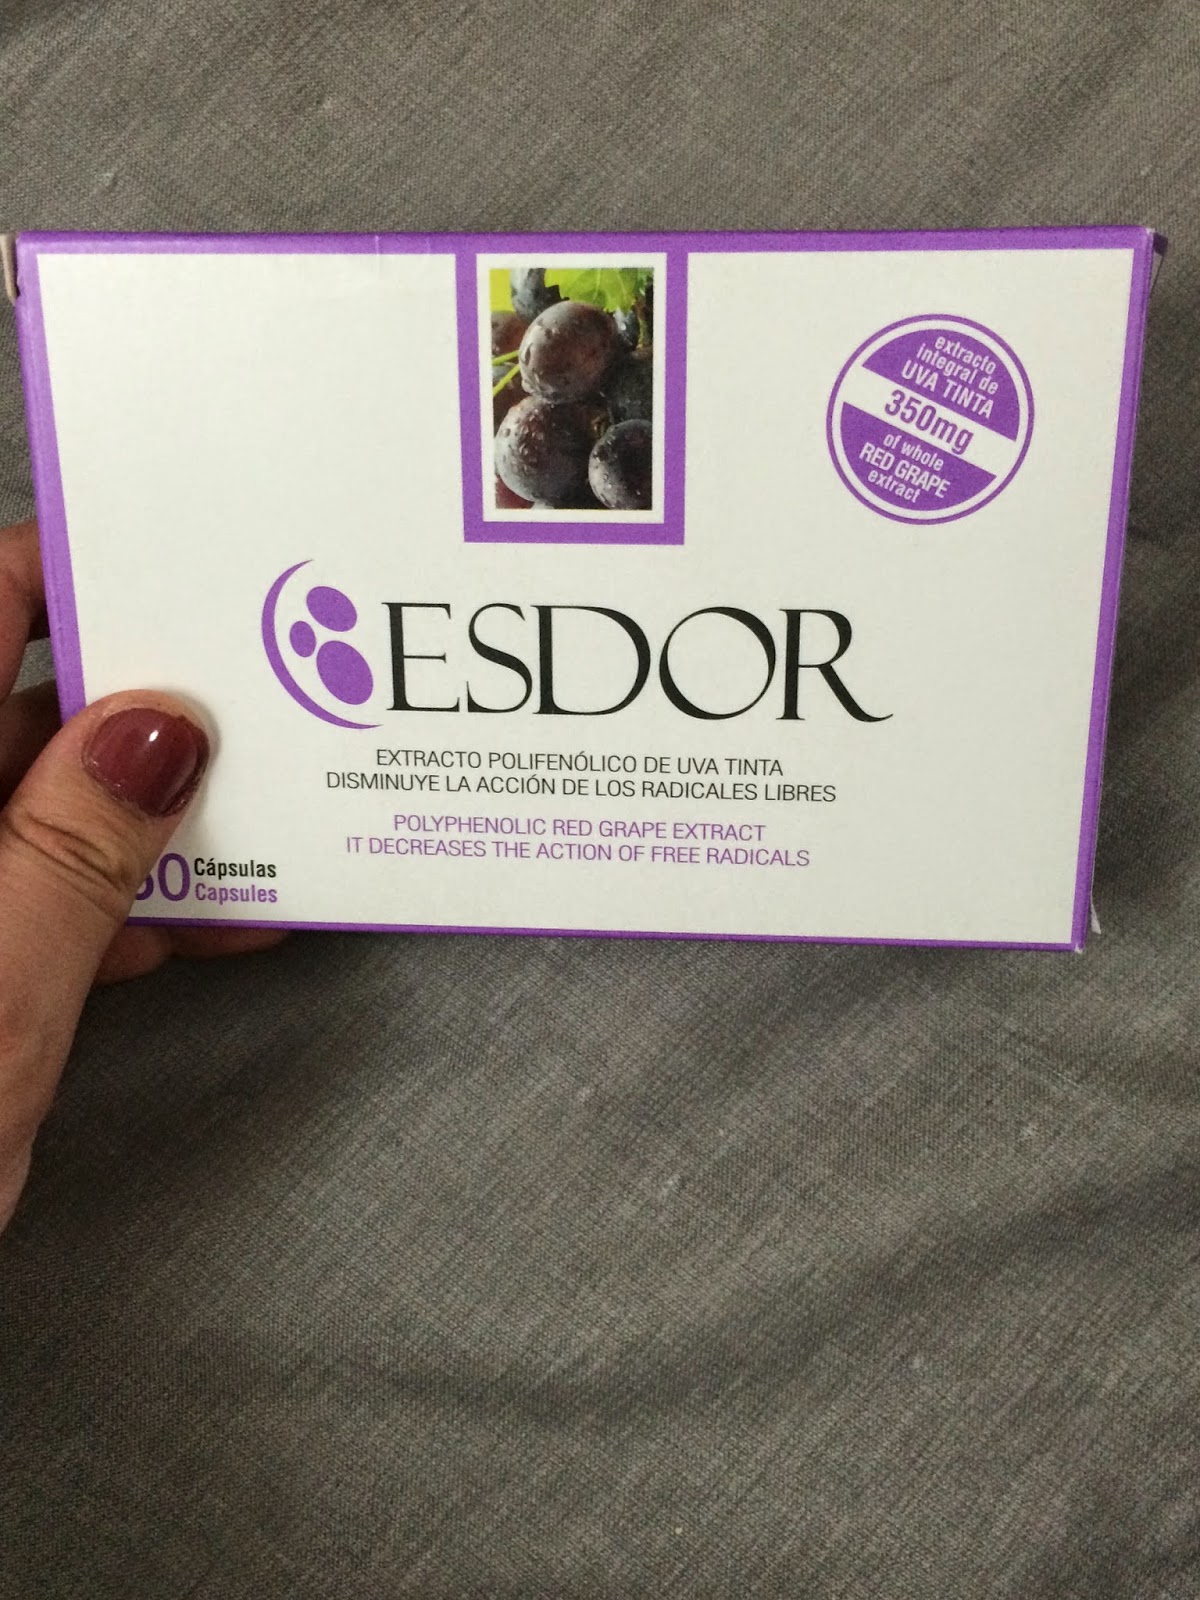 extracto
integral de
UVA TINTA
350mg
of whole
RED GRAPE
extract
ESDOR
EXTRACTO POLIFENÓLICO DE UVA TINTA
DISMINUYE LA ACCIÓN DE LOS RADICALES LIBRES
POLYPHENOLIC RED GRAPE EXTRACT
IT DECREASES THE ACTION OF FREE RADICALS
Cápsulas
Capsules